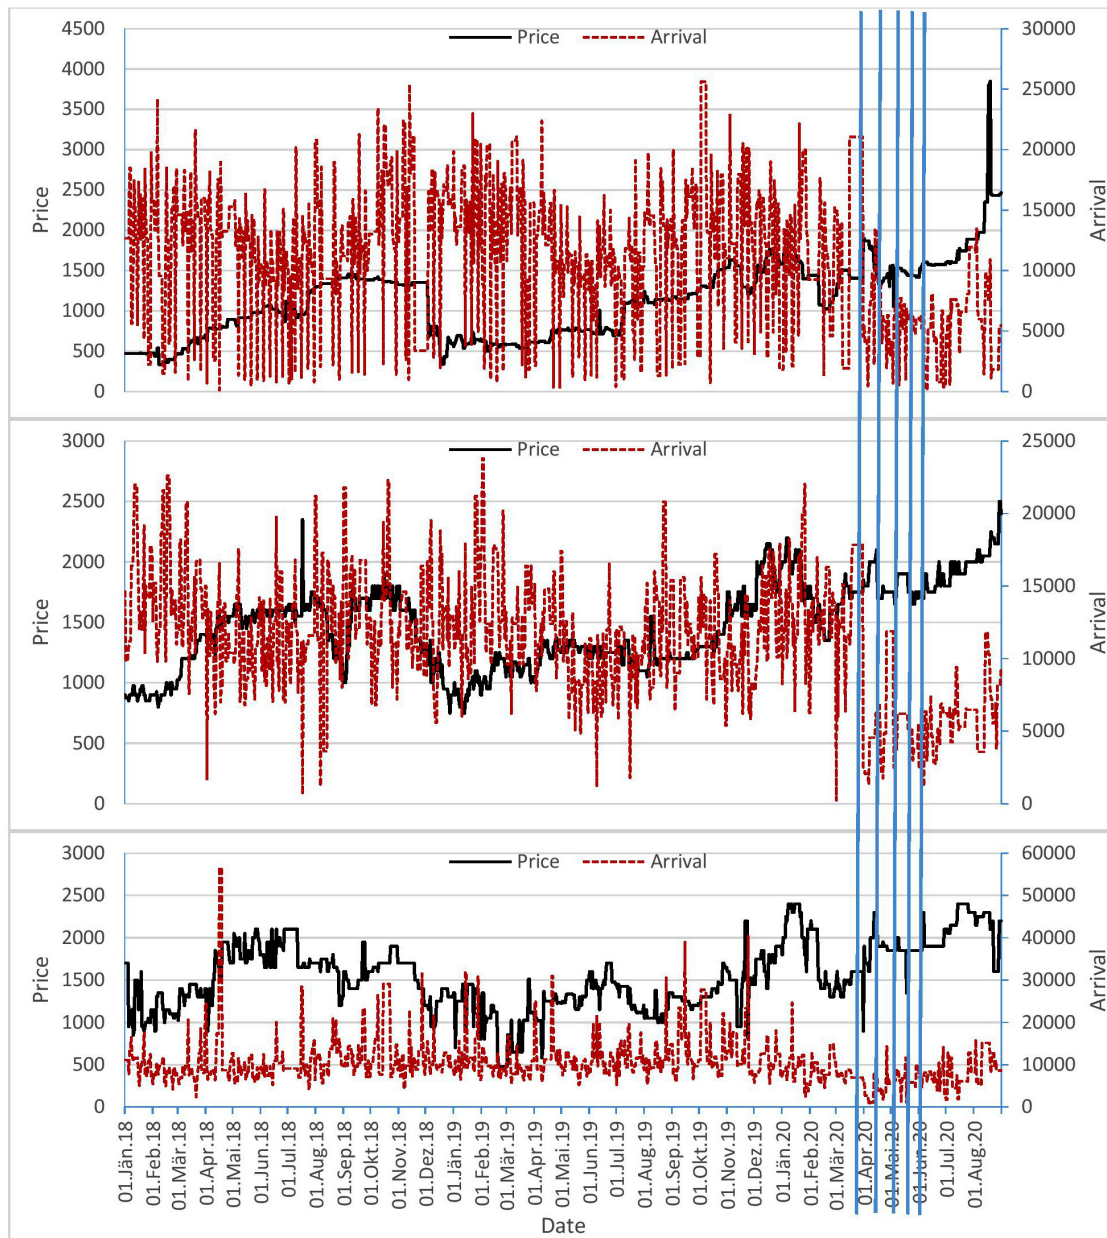 4500
4000
3500
3000
2500
2000
1500
1000
500
0
Price
Price Arrival
30000
25000
20000
15000
10000
5000
0
Arrival
3000
2500
2000
1500
1000
500
0
Price
Price Arrival
25000
20000
15000
10000
5000
0
Arrival
3000
2500
2000
1500
1000
500
0
Price
Price Arrival
60000
50000
40000
30000
20000
10000
0
Arrival
01.Jän.18
01.Feb.18
01.Mär.18
01.Apr.18
01.Mai.18
01.Jun.18
01.Jul.18
01.Aug.18
01.Sep.18
01.Okt.18
01.Nov.18
01.Dez.18
01.Jän.19
01.Feb.19
01.Mär.19
01.Apr.19
01.Mai.19
01.Jun.19
01.Jul.19
01.Aug.19
01.Sep.19
01.Okt.19
01.Nov.19
01.Dez.19
01.Jän.20
01.Feb.20
01.Mär.20
01.Apr.20
01.Mai.20
01.Jun.20
01.Jul.20
01.Aug.20
Date